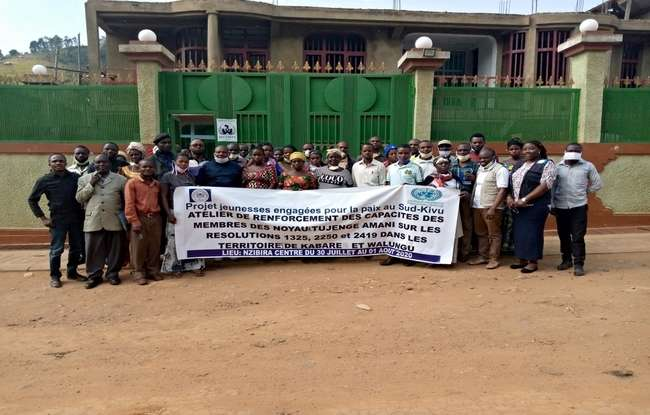 Projet jeunesses engagées pour la paix au Sud-Kivu
ATELIER DE RENFORCEMENT DES CAPACITES DES
MEMBRES DES NOYAU TUJENGE AMANI SUR LES
RESOLUTIONS 1325, 2250 et 2419 DANS LES
TERRITOIRE DE KABARE ET WALUNGU
LIEU: NZIBIRA CENTRE DU 30 JUILLET AU 01 AOUT 2020